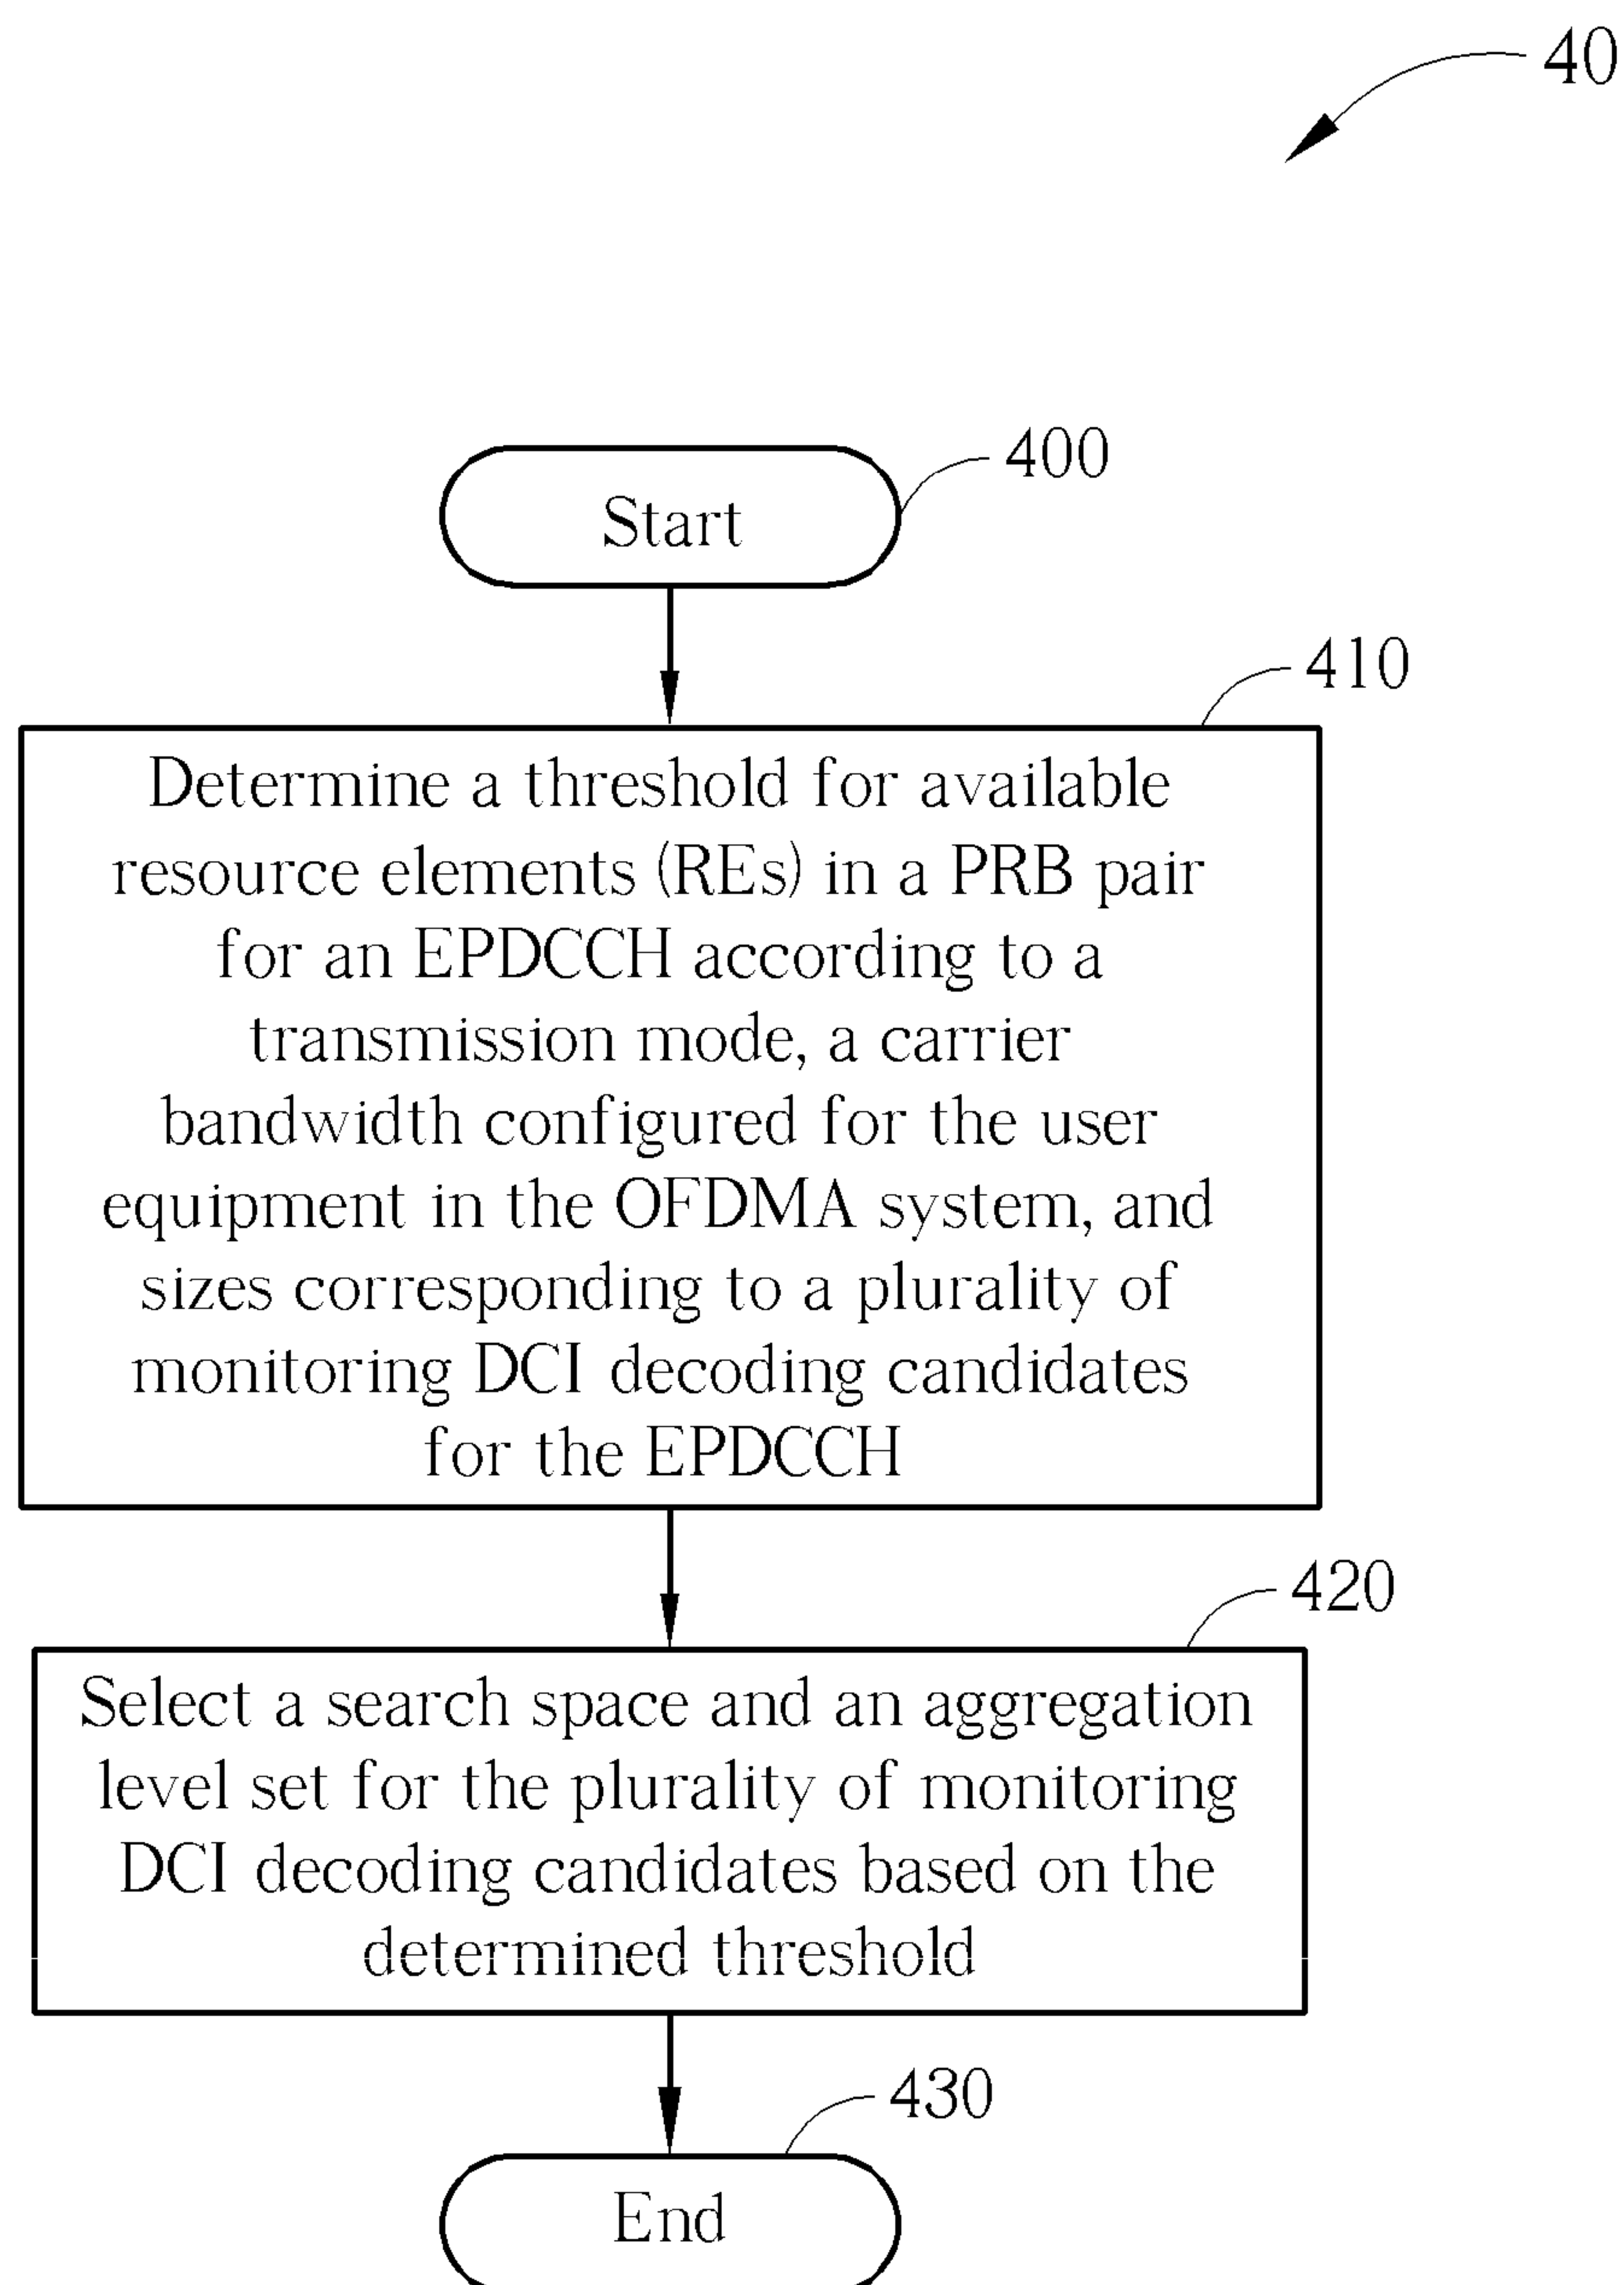 40
Start
400
410
Determine a threshold for available
resource elements (REs) in a PRB pair
for an EPDCCH according to a
transmission mode, a carrier
bandwidth configured for the user
equipment in the OFDMA system, and
sizes corresponding to a plurality of
monitoring DCI decoding candidates
for the EPDCCH
420
Select a search space and an aggregation
level set for the plurality of monitoring
DCI decoding candidates based on the
determined threshold
430
End